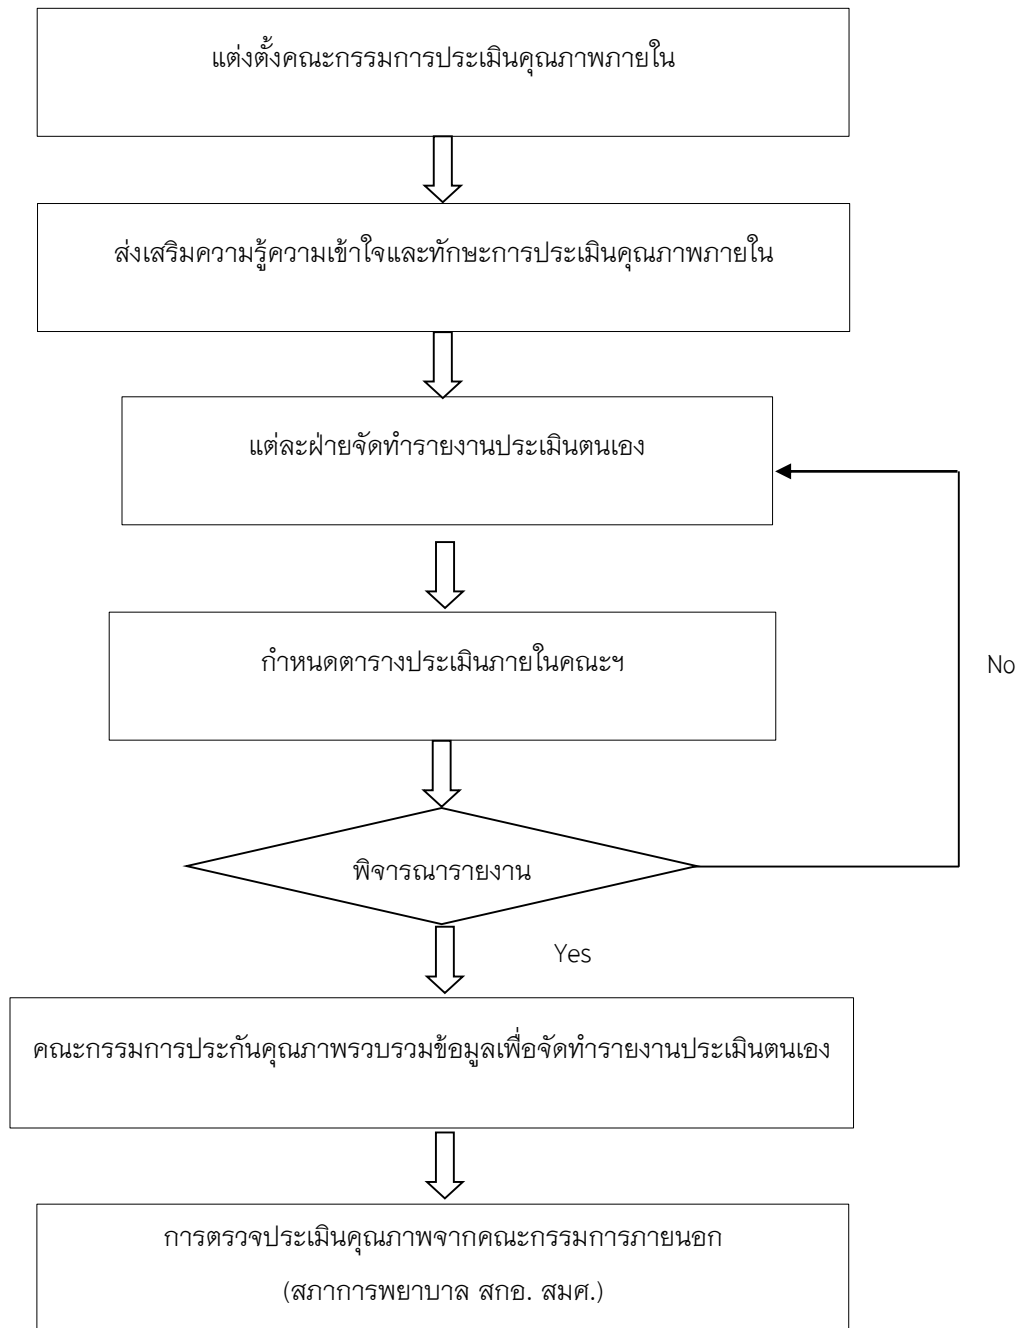 แต่งตั้งคณะกรรมการประเมินคุณภาพภายใน
ส่งเสริมความรู้ความเข้าใจและทักษะการประเมินคุณภาพภายใน
แต่ละฝ่ายจัดทำรายงานประเมินตนเอง
กำหนดตารางประเมินภายในคณะฯ
No
พิจารณารายงาน
Yes
คณะกรรมการประกันคุณภาพรวบรวมข้อมูลเพื่อจัดทำรายงานประเมินตนเอง
การตรวจประเมินคุณภาพจากคณะกรรมการภายนอก
(สภาการพยาบาล สกอ. สมศ.)